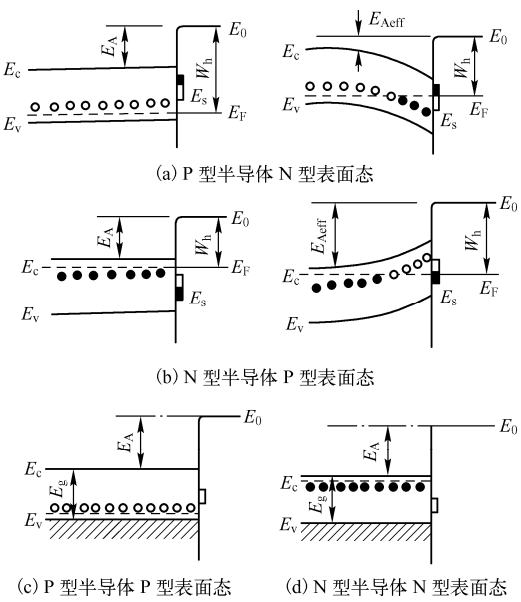 E_A
E_0
W_h
E_c
E_s
E_F
E_v
E_Aeff
E_0
W_h
E_c
E_F
E_s
E_v
(a) P 型半导体 N 型表面态
E_A
E_0
W_h
E_c
E_F
E_s
E_v
E_Aeff
E_0
W_h
E_c
E_F
E_s
E_v
(b) N 型半导体 P 型表面态
E_0
E_A
E_c
E_g
E_v
E_0
E_A
E_c
E_g
E_v
(c) P 型半导体 P 型表面态
(d) N 型半导体 N 型表面态